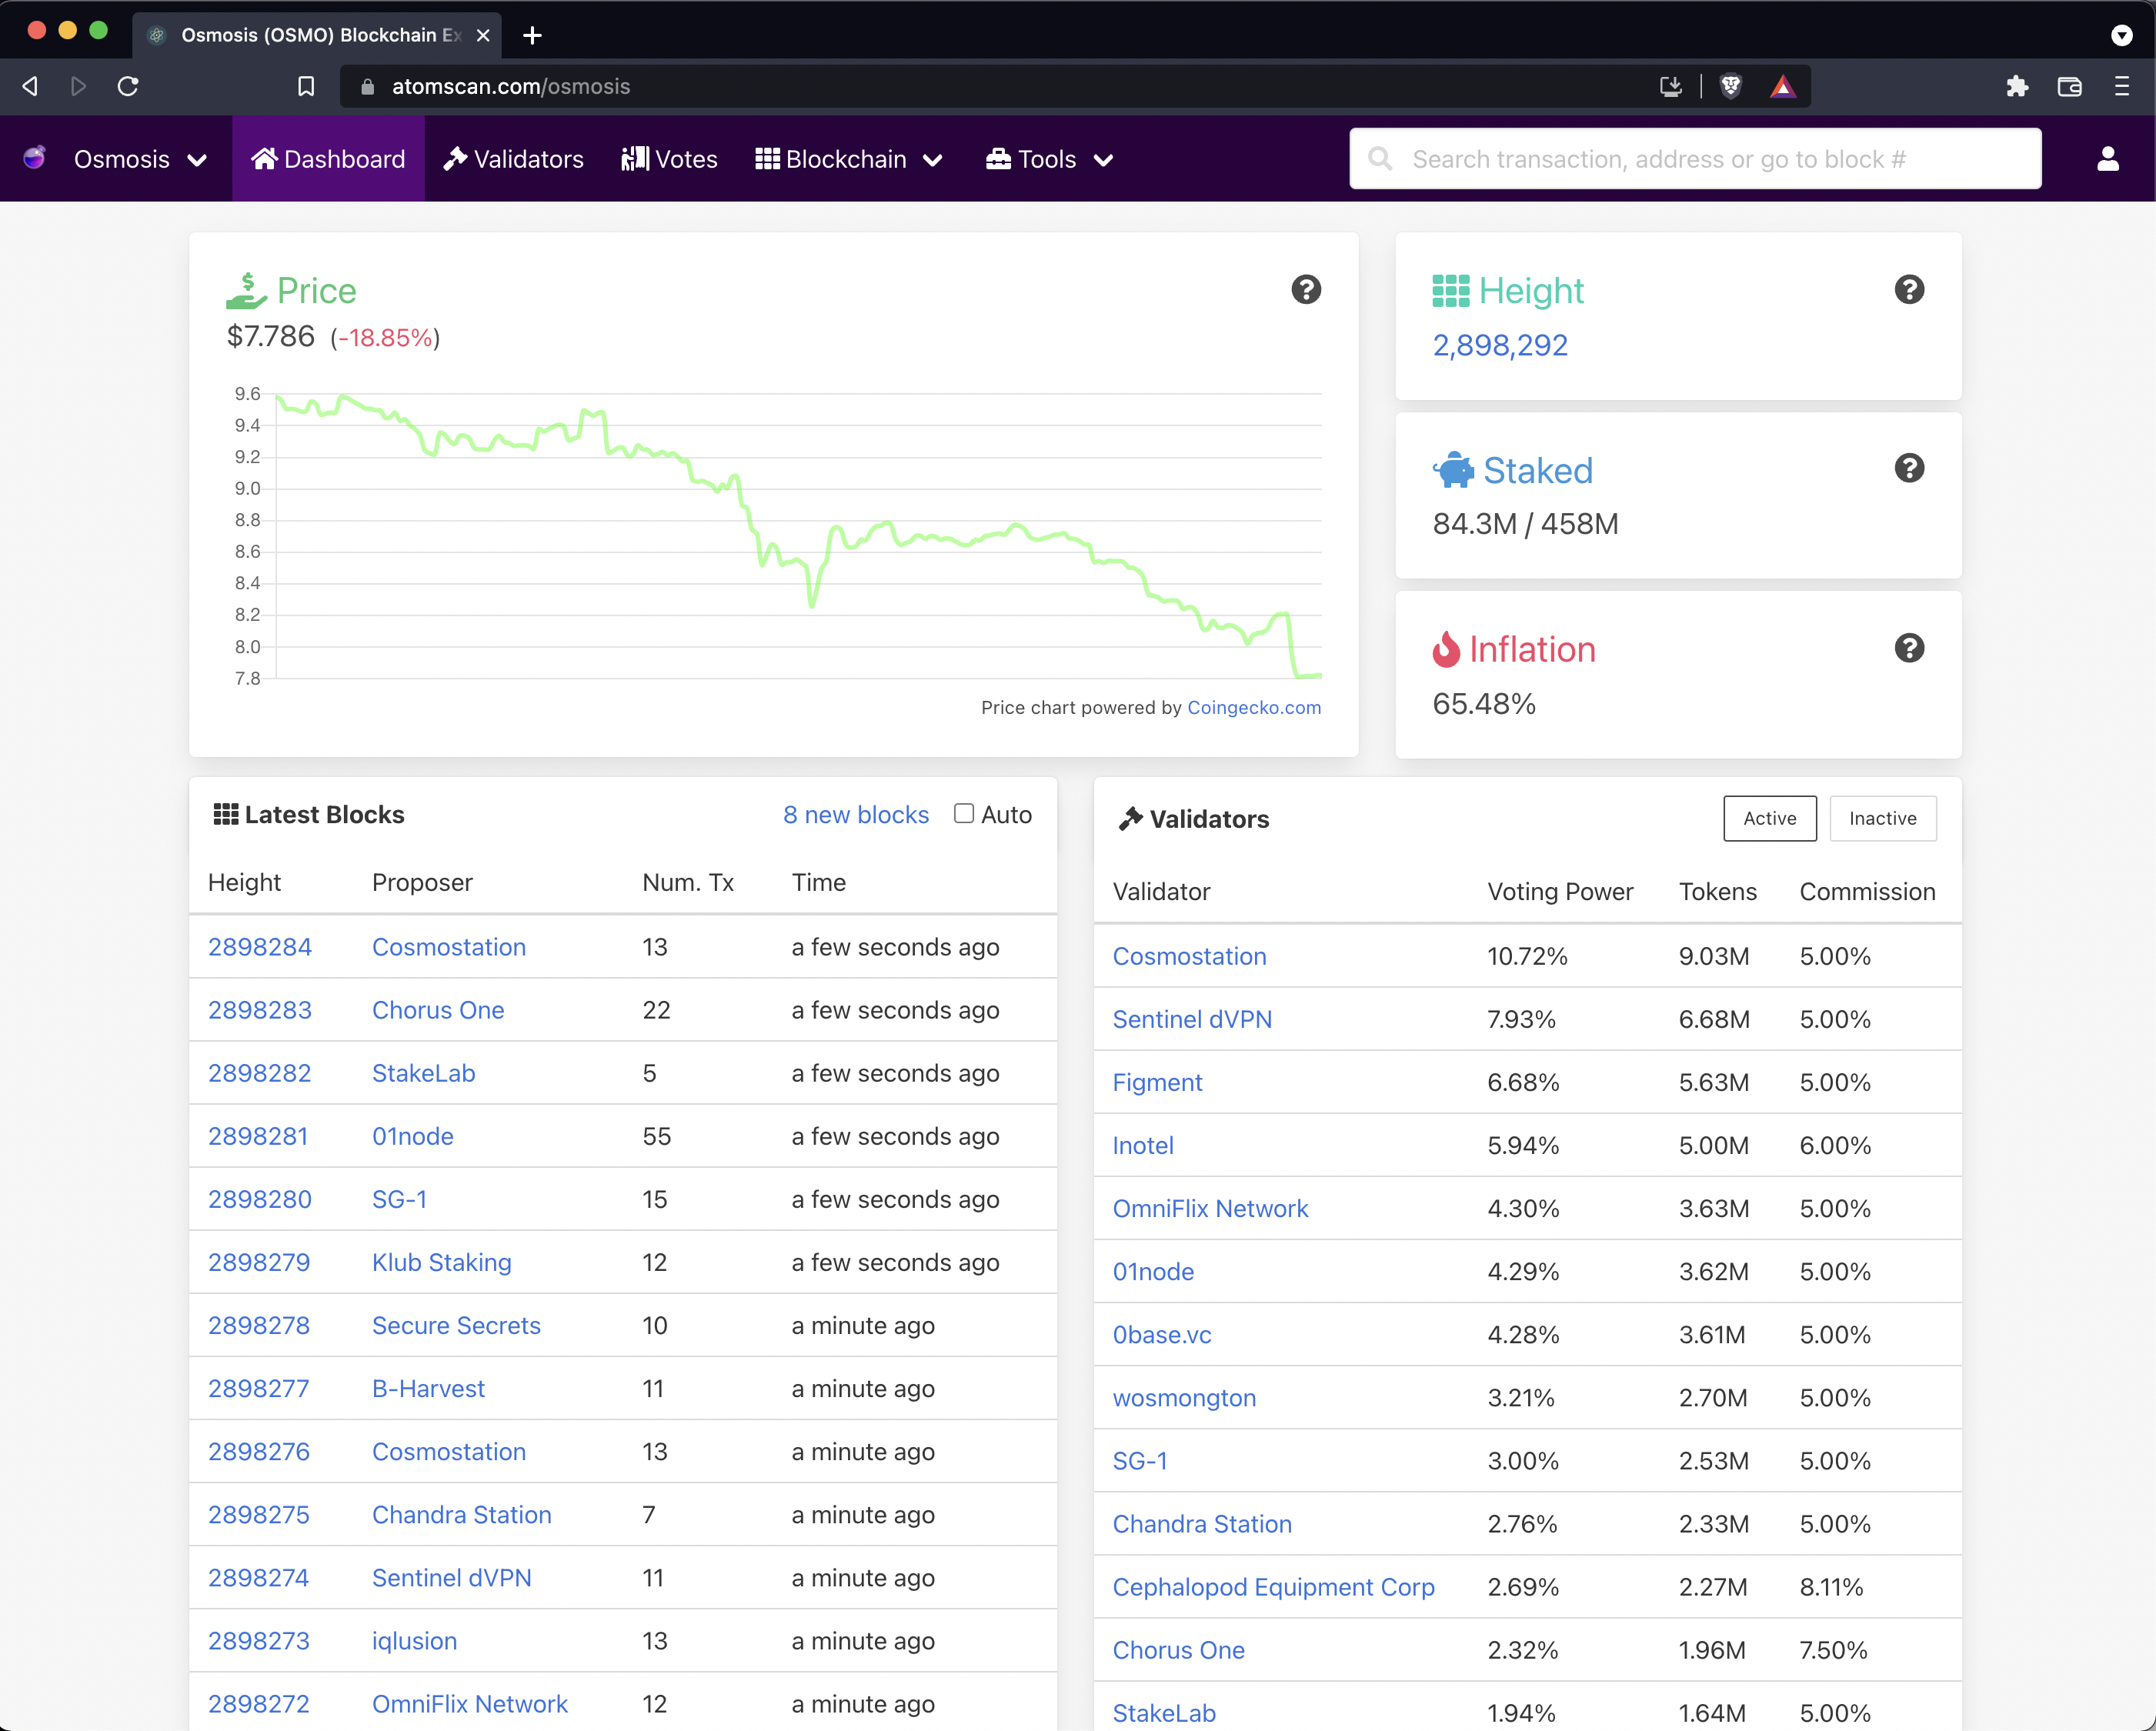 Osmosis (OSMO) Blockchain Ex
atomscan.com/osmosis
Osmosis Dashboard Validators Votes Blockchain Tools Search transaction, address or go to block #
Price
$7.786 (-18.85%)
9.6
9.4
9.2
9.0
8.8
8.6
8.4
8.2
8.0
7.8
Price chart powered by Coingecko.com
Height
2,898,292
Staked
84.3M / 458M
Inflation
65.48%
Latest Blocks 8 new blocks Auto
Height Proposer Num. Tx Time
2898284 Cosmostation 13 a few seconds ago
2898283 Chorus One 22 a few seconds ago
2898282 StakeLab 5 a few seconds ago
2898281 01node 55 a few seconds ago
2898280 SG-1 15 a few seconds ago
2898279 Klub Staking 12 a few seconds ago
2898278 Secure Secrets 10 a minute ago
2898277 B-Harvest 11 a minute ago
2898276 Cosmostation 13 a minute ago
2898275 Chandra Station 7 a minute ago
2898274 Sentinel dVPN 11 a minute ago
2898273 iqlusion 13 a minute ago
2898272 OmniFlix Network 12 a minute ago
Validators Active Inactive
Validator Voting Power Tokens Commission
Cosmostation 10.72% 9.03M 5.00%
Sentinel dVPN 7.93% 6.68M 5.00%
Figment 6.68% 5.63M 5.00%
Inotel 5.94% 5.00M 6.00%
OmniFlix Network 4.30% 3.63M 5.00%
01node 4.29% 3.62M 5.00%
0base.vc 4.28% 3.61M 5.00%
wosmongton 3.21% 2.70M 5.00%
SG-1 3.00% 2.53M 5.00%
Chandra Station 2.76% 2.33M 5.00%
Cephalopod Equipment Corp 2.69% 2.27M 8.11%
Chorus One 2.32% 1.96M 7.50%
StakeLab 1.94% 1.64M 5.00%